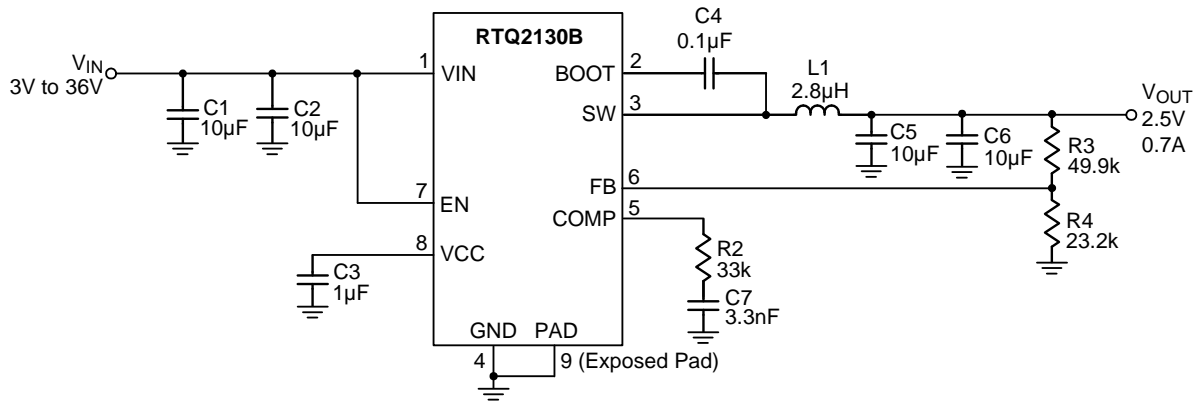 RTQ2130B
V_IN
3V to 36V
C1
10µF
C2
10µF
1
VIN
7
EN
8
VCC
C3
1µF
GND
4
PAD
9 (Exposed Pad)
BOOT
2
C4
0.1µF
SW
3
L1
2.8µH
C5
10µF
C6
10µF
V_OUT
2.5V
0.7A
R3
49.9k
FB
6
R4
23.2k
COMP
5
R2
33k
C7
3.3nF